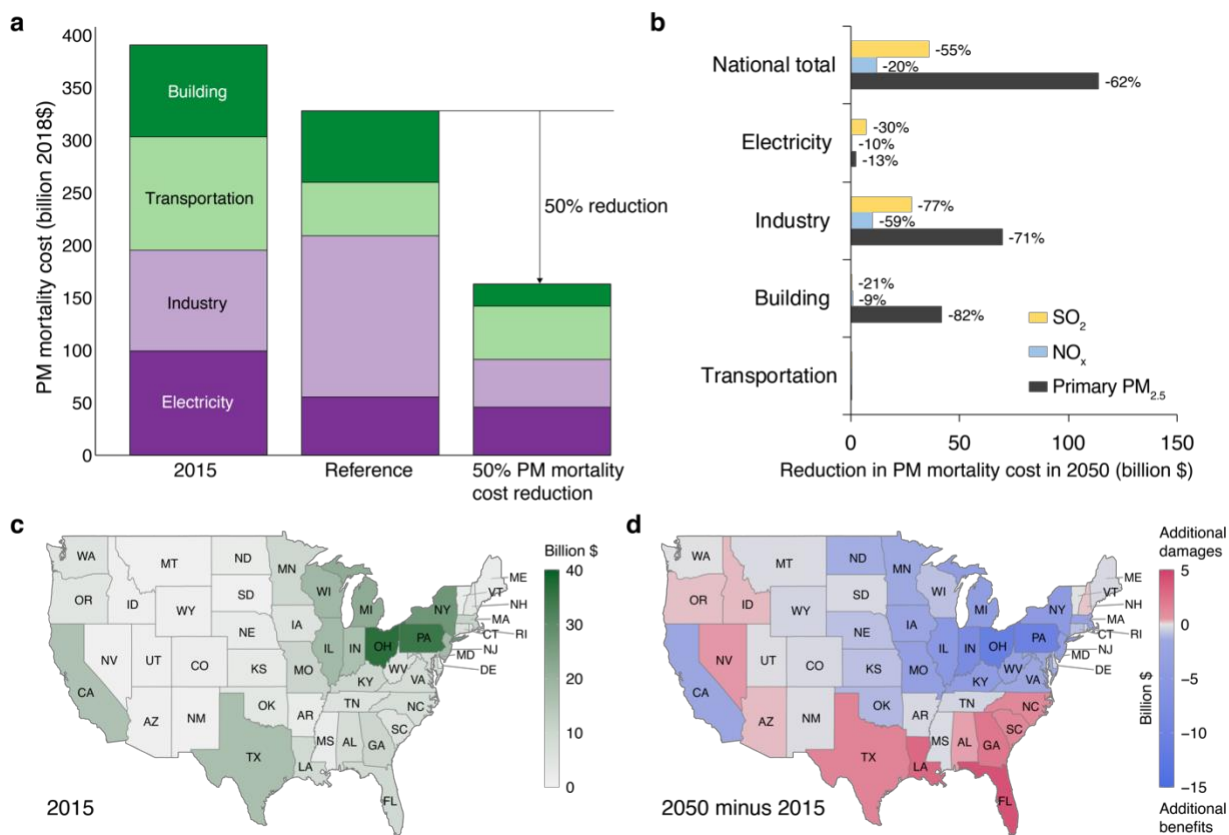 a
400
350
300
250
200
150
100
50
0
PM mortality cost (billion 2018$)
Building
Transportation
Industry
Electricity
50% reduction
2015
Reference
50% PM mortality
cost reduction
b
National total
-55%
-20%
-62%
Electricity
-30%
-10%
-13%
Industry
-77%
-59%
-71%
Building
-21%
-9%
-82%
Transportation
SO2
NOx
Primary PM2.5
0
50
100
150
Reduction in PM mortality cost in 2050 (billion $)
c
WA
OR
CA
NV
ID
MT
WY
UT
AZ
CO
NM
ND
SD
NE
KS
OK
TX
MN
IA
MO
AR
LA
WI
IL
MI
IN
OH
KY
TN
MS
AL
GA
FL
SC
NC
VA
WV
PA
NY
ME
VT
NH
MA
CT
RI
NJ
MD
DE
Billion $
40
30
20
10
0
2015
d
WA
OR
CA
NV
ID
MT
WY
UT
AZ
CO
NM
ND
SD
NE
KS
OK
TX
MN
IA
MO
AR
LA
WI
IL
MI
IN
OH
KY
TN
MS
AL
GA
FL
SC
NC
VA
WV
PA
NY
ME
VT
NH
MA
CT
RI
NJ
MD
DE
Additional
damages
5
0
−5
−10
−15
Billion $
Additional
benefits
2050 minus 2015